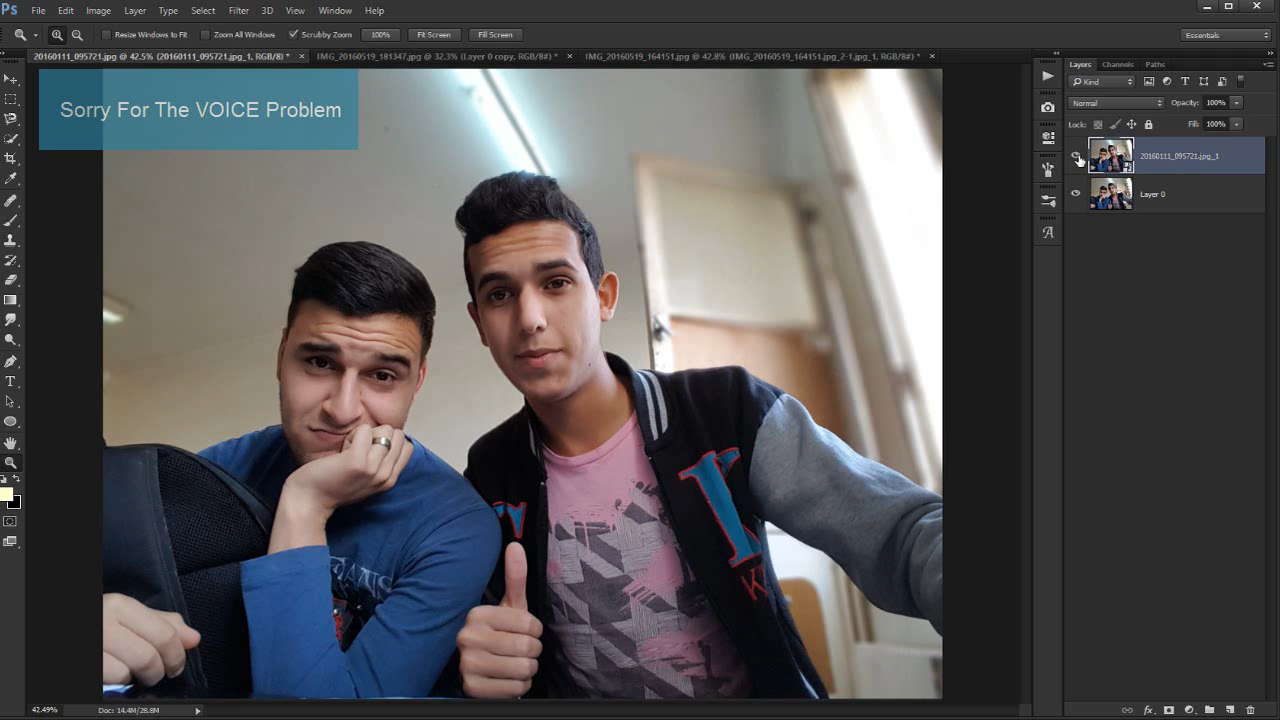 Ps File Edit Image Layer Type Select Filter 3D View Window Help
Resize Windows to Fit Zoom All Windows Scrubby Zoom 100% Fit Screen Fill Screen Essentials
20160111_095721.jpg @ 42.5% (20160111_095721.jpg_1, RGB/8) * × IMG_20160519_181347.jpg @ 32.3% (Layer 0 copy, RGB/8#) * × IMG_20160519_164151.jpg @ 42.8% (IMG_20160519_164151.jpg_2-1.jpg_1, RGB/8#) * ×
Layers Channels Paths
Kind
Normal Opacity: 100%
Lock: Fill: 100%
20160111_095721.jpg_1
Layer 0
Sorry For The VOICE Problem
K
42.49% Doc: 14.4M/28.8M